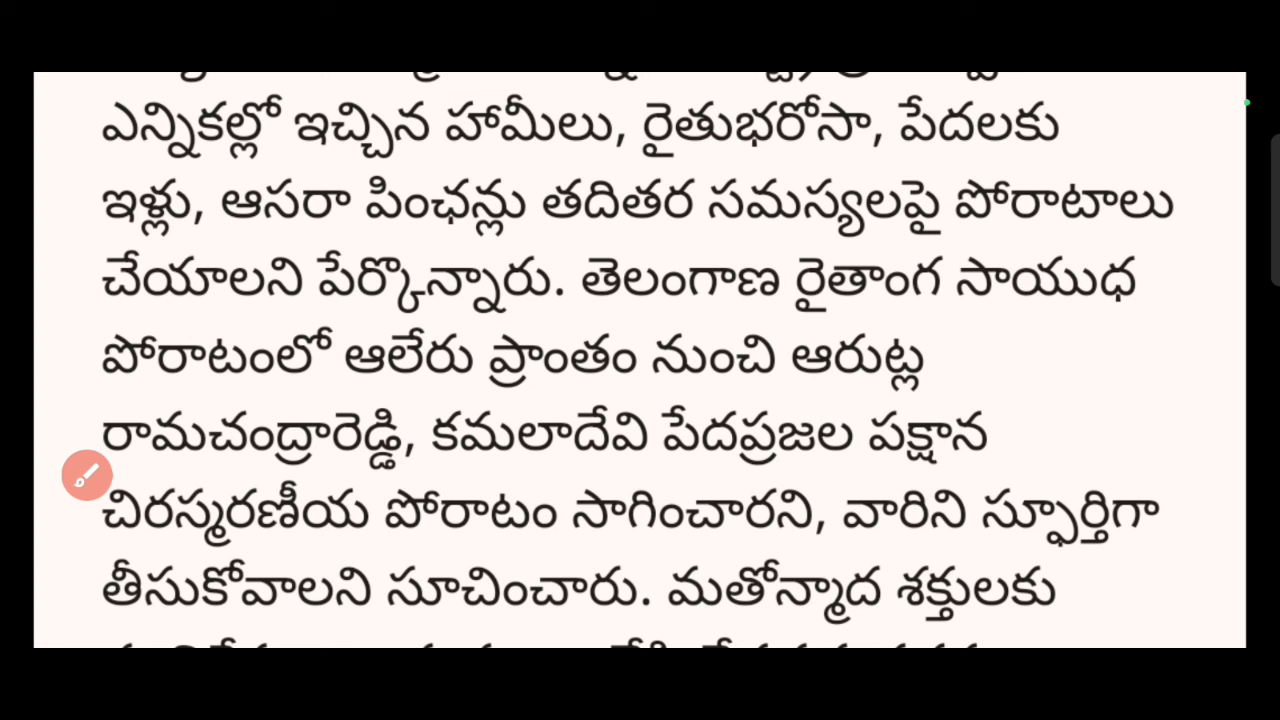 ఎన్నికల్లో ఇచ్చిన హామీలు, రైతుభరోసా, పేదలకు
ఇళ్లు, ఆసరా పింఛన్లు తదితర సమస్యలపై పోరాటాలు
చేయాలని పేర్కొన్నారు. తెలంగాణ రైతాంగ సాయుధ
పోరాటంలో ఆలేరు ప్రాంతం నుంచి ఆరుట్ల
రామచంద్రారెడ్డి, కమలాదేవి పేదప్రజల పక్షాన
చిరస్మరణీయ పోరాటం సాగించారని, వారిని స్ఫూర్తిగా
తీసుకోవాలని సూచించారు. మతోన్మాద శక్తులకు